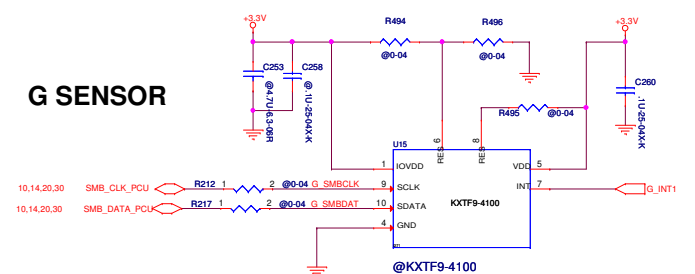 +3.3V
R494
R496
+3.3V
@0-04
@0-04
C253
C258
@4.7U-6.3-06R
@.1U-25-04X-K
C260
.1U-25-04X-K
G SENSOR
R495
@0-04
U15
6
8
RES
RES
1
IOVDD
VDD
5
10,14,20,30
SMB_CLK_PCU
R212
1
2
@0-04
G_SMBCLK
9
SCLK
KXTF9-4100
INT
7
G_INT1
10,14,20,30
SMB_DATA_PCU
R217
1
2
@0-04
G_SMBDAT
10
SDATA
4
GND
@KXTF9-4100